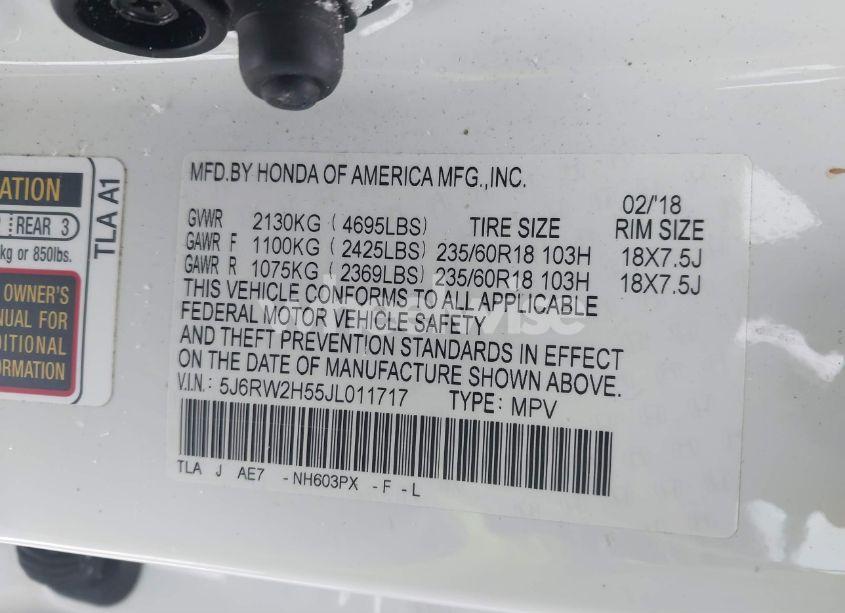 ATION
REAR 3
kg or 850lbs.
OWNER'S
NUAL FOR
DITIONAL
FORMATION
TLA A1
MFD.BY HONDA OF AMERICA MFG.,INC.
02/'18
GVWR 2130KG ( 4695LBS) TIRE SIZE RIM SIZE
GAWR F 1100KG ( 2425LBS) 235/60R18 103H 18X7.5J
GAWR R 1075KG ( 2369LBS) 235/60R18 103H 18X7.5J
THIS VEHICLE CONFORMS TO ALL APPLICABLE
FEDERAL MOTOR VEHICLE SAFETY
AND THEFT PREVENTION STANDARDS IN EFFECT
ON THE DATE OF MANUFACTURE SHOWN ABOVE.
V.I.N.: 5J6RW2H55JL011717 TYPE: MPV
TLA J AE7 -NH603PX -F -L